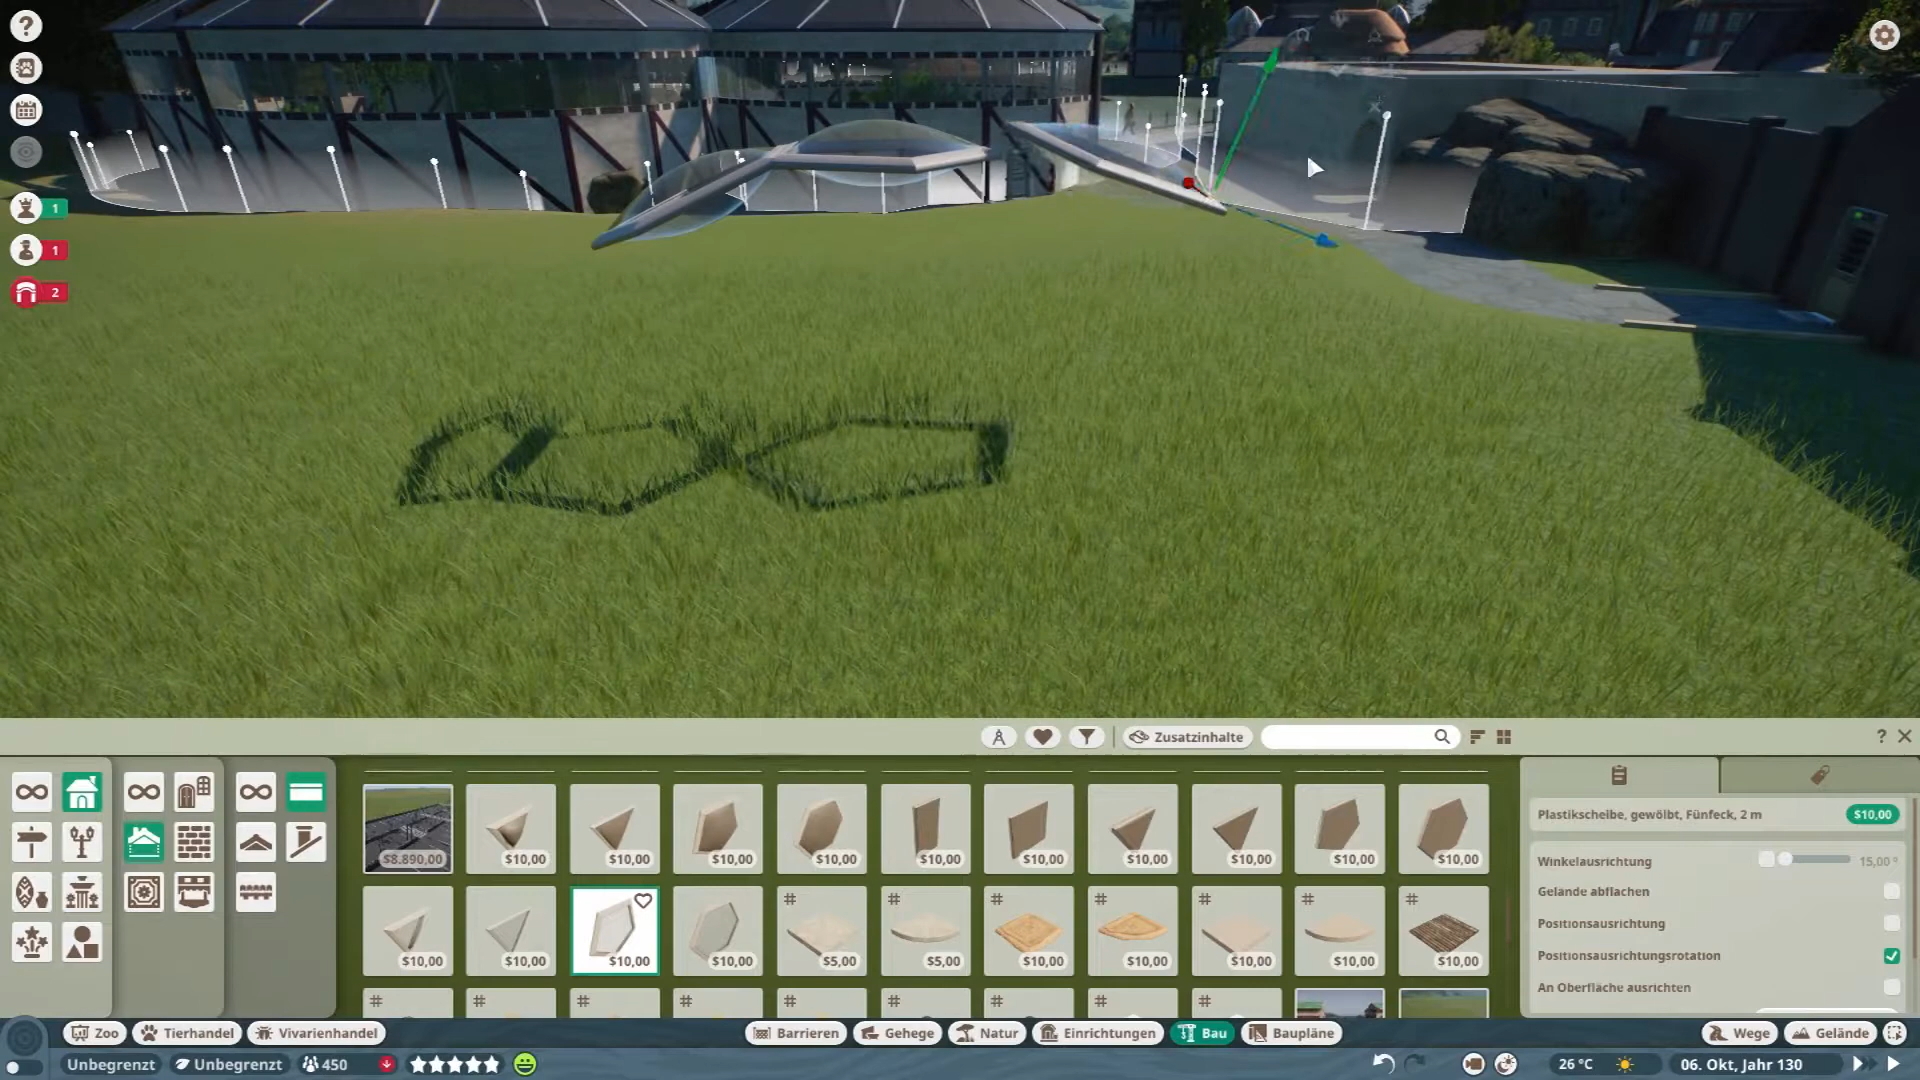 ?
1
1
2
Zusatzinhalte
?
$8.890,00 $10,00 $10,00 $10,00 $10,00 $10,00 $10,00 $10,00 $10,00 $10,00 $10,00
$10,00 $10,00 $10,00 $10,00 $5,00 $5,00 $10,00 $10,00 $10,00 $10,00 $10,00
Plastikscheibe, gewölbt, Fünfeck, 2 m $10,00
Winkelausrichtung 15,00 °
Gelände abflachen
Positionsausrichtung
Positionsausrichtungsrotation
An Oberfläche ausrichten
Zoo Tierhandel Vivarienhandel Barrieren Gehege Natur Einrichtungen Bau Baupläne Wege Gelände
Unbegrenzt Unbegrenzt 450 26 °C 06. Okt, Jahr 130